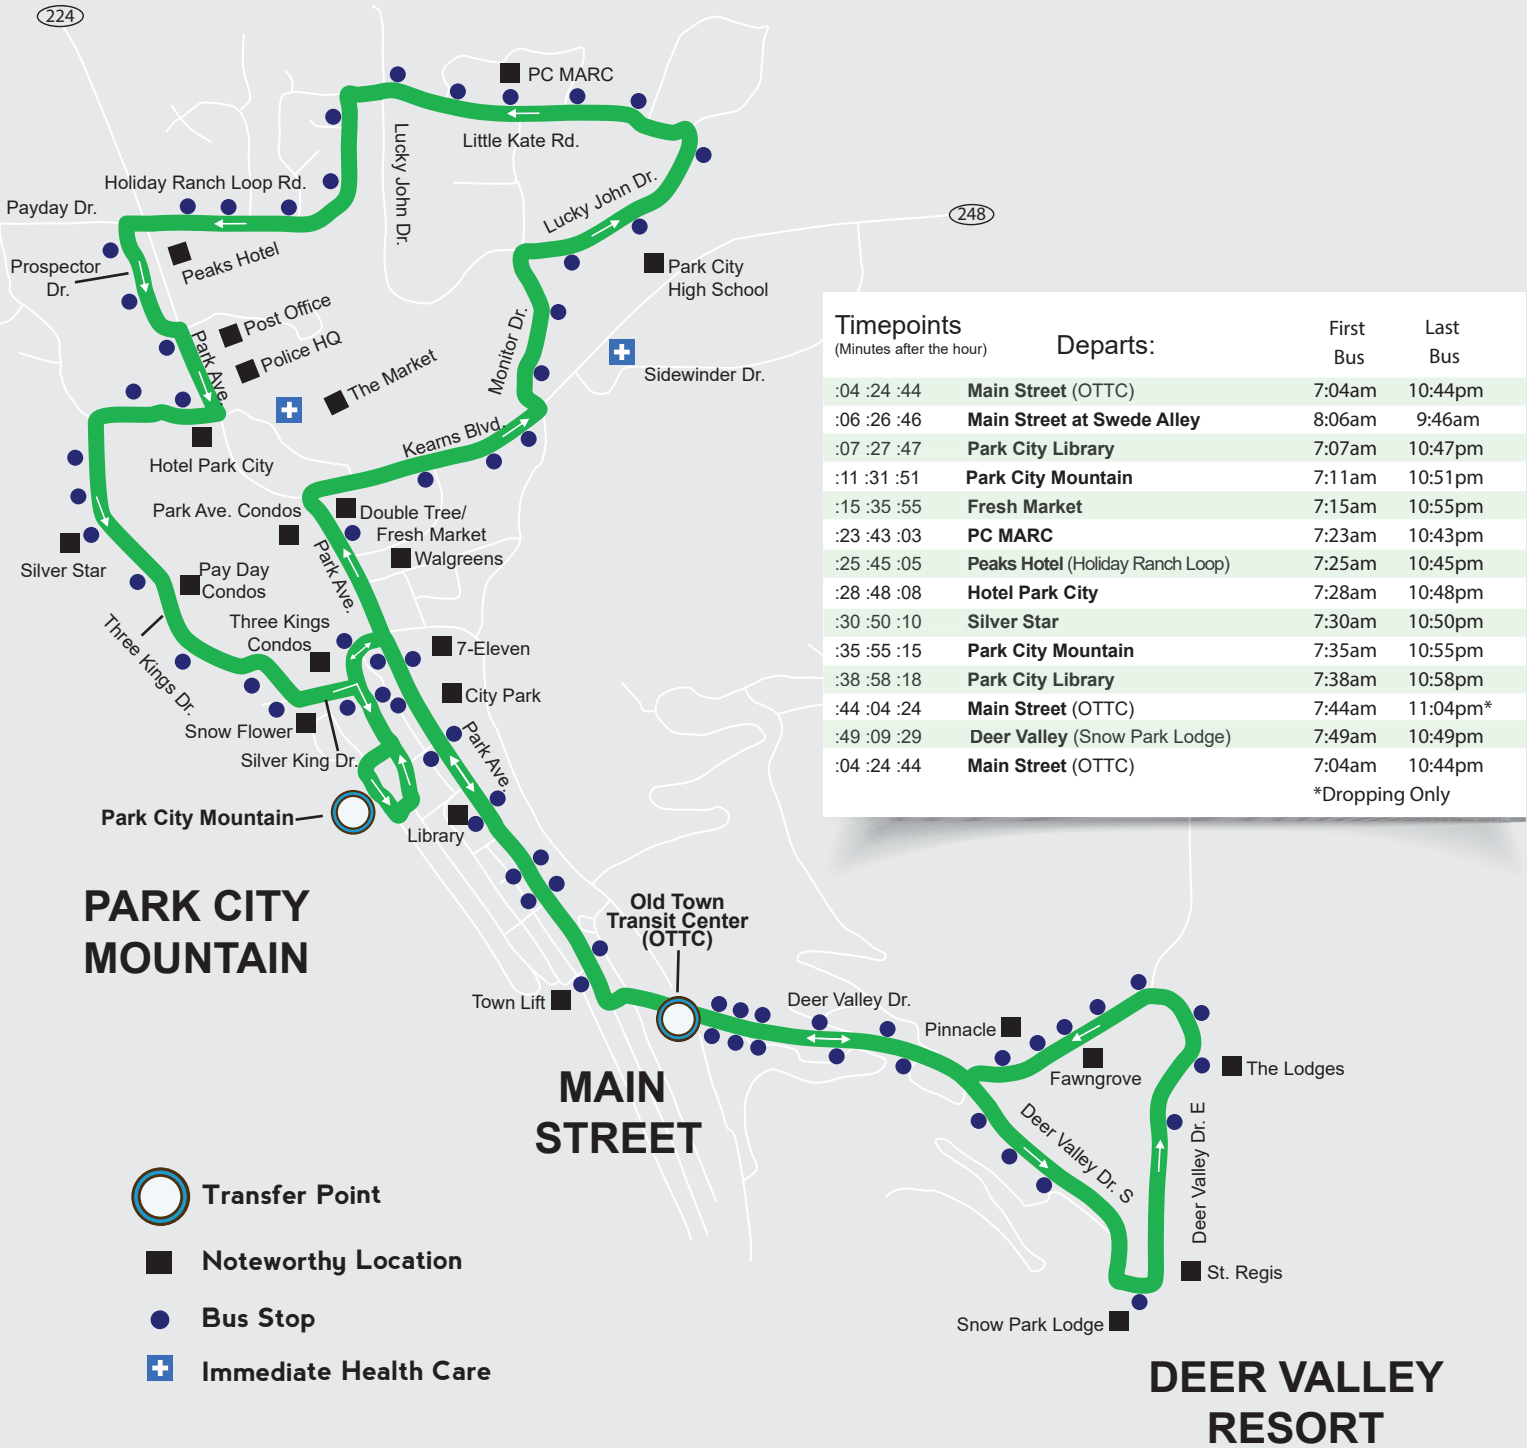 224
PC MARC
Lucky John Dr.
Little Kate Rd.
Holiday Ranch Loop Rd.
Payday Dr.
Lucky John Dr.
248
Prospector
Dr.
Peaks Hotel
Park City
High School
Post Office
Police HQ
Park Ave.
The Market
Monitor Dr.
Sidewinder Dr.
Kearns Blvd.
Hotel Park City
Park Ave. Condos
Double Tree/
Fresh Market
Walgreens
Park Ave.
Silver Star
Pay Day
Condos
Three Kings Dr.
Three Kings
Condos
7-Eleven
City Park
Snow Flower
Silver King Dr.
Park Ave.
Park City Mountain
Library
PARK CITY
MOUNTAIN
Old Town
Transit Center
(OTTC)
Town Lift
Deer Valley Dr.
Pinnacle
Fawngrove
The Lodges
Deer Valley Dr. S
Deer Valley Dr. E
MAIN
STREET
St. Regis
Snow Park Lodge
DEER VALLEY
RESORT
Transfer Point
Noteworthy Location
Bus Stop
Immediate Health Care
Timepoints
(Minutes after the hour)
Departs:
First
Bus
Last
Bus
:04 :24 :44 Main Street (OTTC) 7:04am 10:44pm
:06 :26 :46 Main Street at Swede Alley 8:06am 9:46am
:07 :27 :47 Park City Library 7:07am 10:47pm
:11 :31 :51 Park City Mountain 7:11am 10:51pm
:15 :35 :55 Fresh Market 7:15am 10:55pm
:23 :43 :03 PC MARC 7:23am 10:43pm
:25 :45 :05 Peaks Hotel (Holiday Ranch Loop) 7:25am 10:45pm
:28 :48 :08 Hotel Park City 7:28am 10:48pm
:30 :50 :10 Silver Star 7:30am 10:50pm
:35 :55 :15 Park City Mountain 7:35am 10:55pm
:38 :58 :18 Park City Library 7:38am 10:58pm
:44 :04 :24 Main Street (OTTC) 7:44am 11:04pm*
:49 :09 :29 Deer Valley (Snow Park Lodge) 7:49am 10:49pm
:04 :24 :44 Main Street (OTTC) 7:04am 10:44pm
*Dropping Only